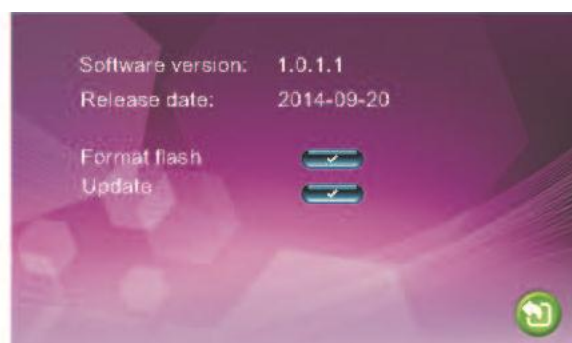 Software version: 1.0.1.1
Release date: 2014-09-20
Format flash
Update